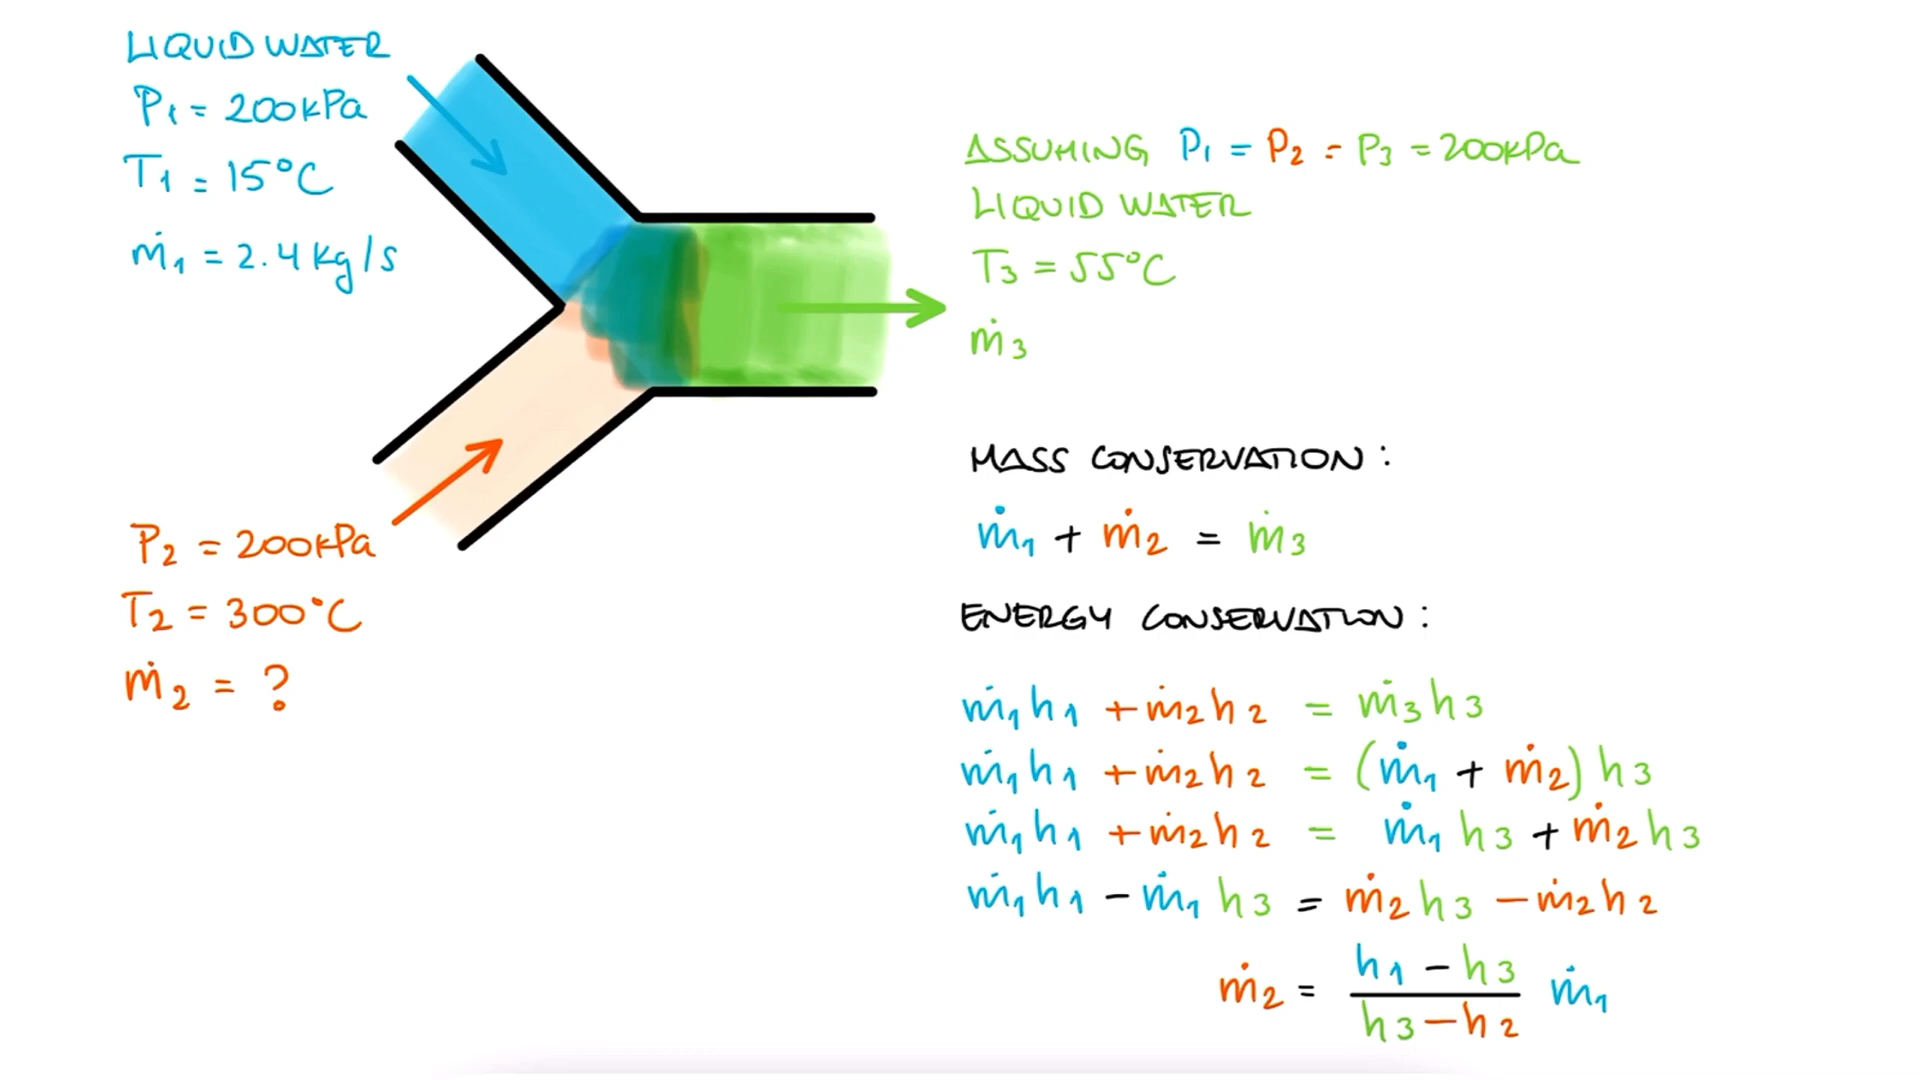 LIQUID WATER
P₁ = 200kPa
T₁ = 15°C
ṁ₁ = 2.4 kg/s
P₂ = 200kPa
T₂ = 300°C
ṁ₂ = ?
ASSUMING P₁ = P₂ = P₃ = 200kPa
LIQUID WATER
T₃ = 55°C
ṁ₃
MASS CONSERVATION:
ṁ₁ + ṁ₂ = ṁ₃
ENERGY CONSERVATION:
ṁ₁h₁ + ṁ₂h₂ = ṁ₃h₃
ṁ₁h₁ + ṁ₂h₂ = (ṁ₁ + ṁ₂)h₃
ṁ₁h₁ + ṁ₂h₂ = ṁ₁h₃ + ṁ₂h₃
ṁ₁h₁ - ṁ₁h₃ = ṁ₂h₃ - ṁ₂h₂
h₁ - h₃
ṁ₂ = ――― ṁ₁
h₃ - h₂